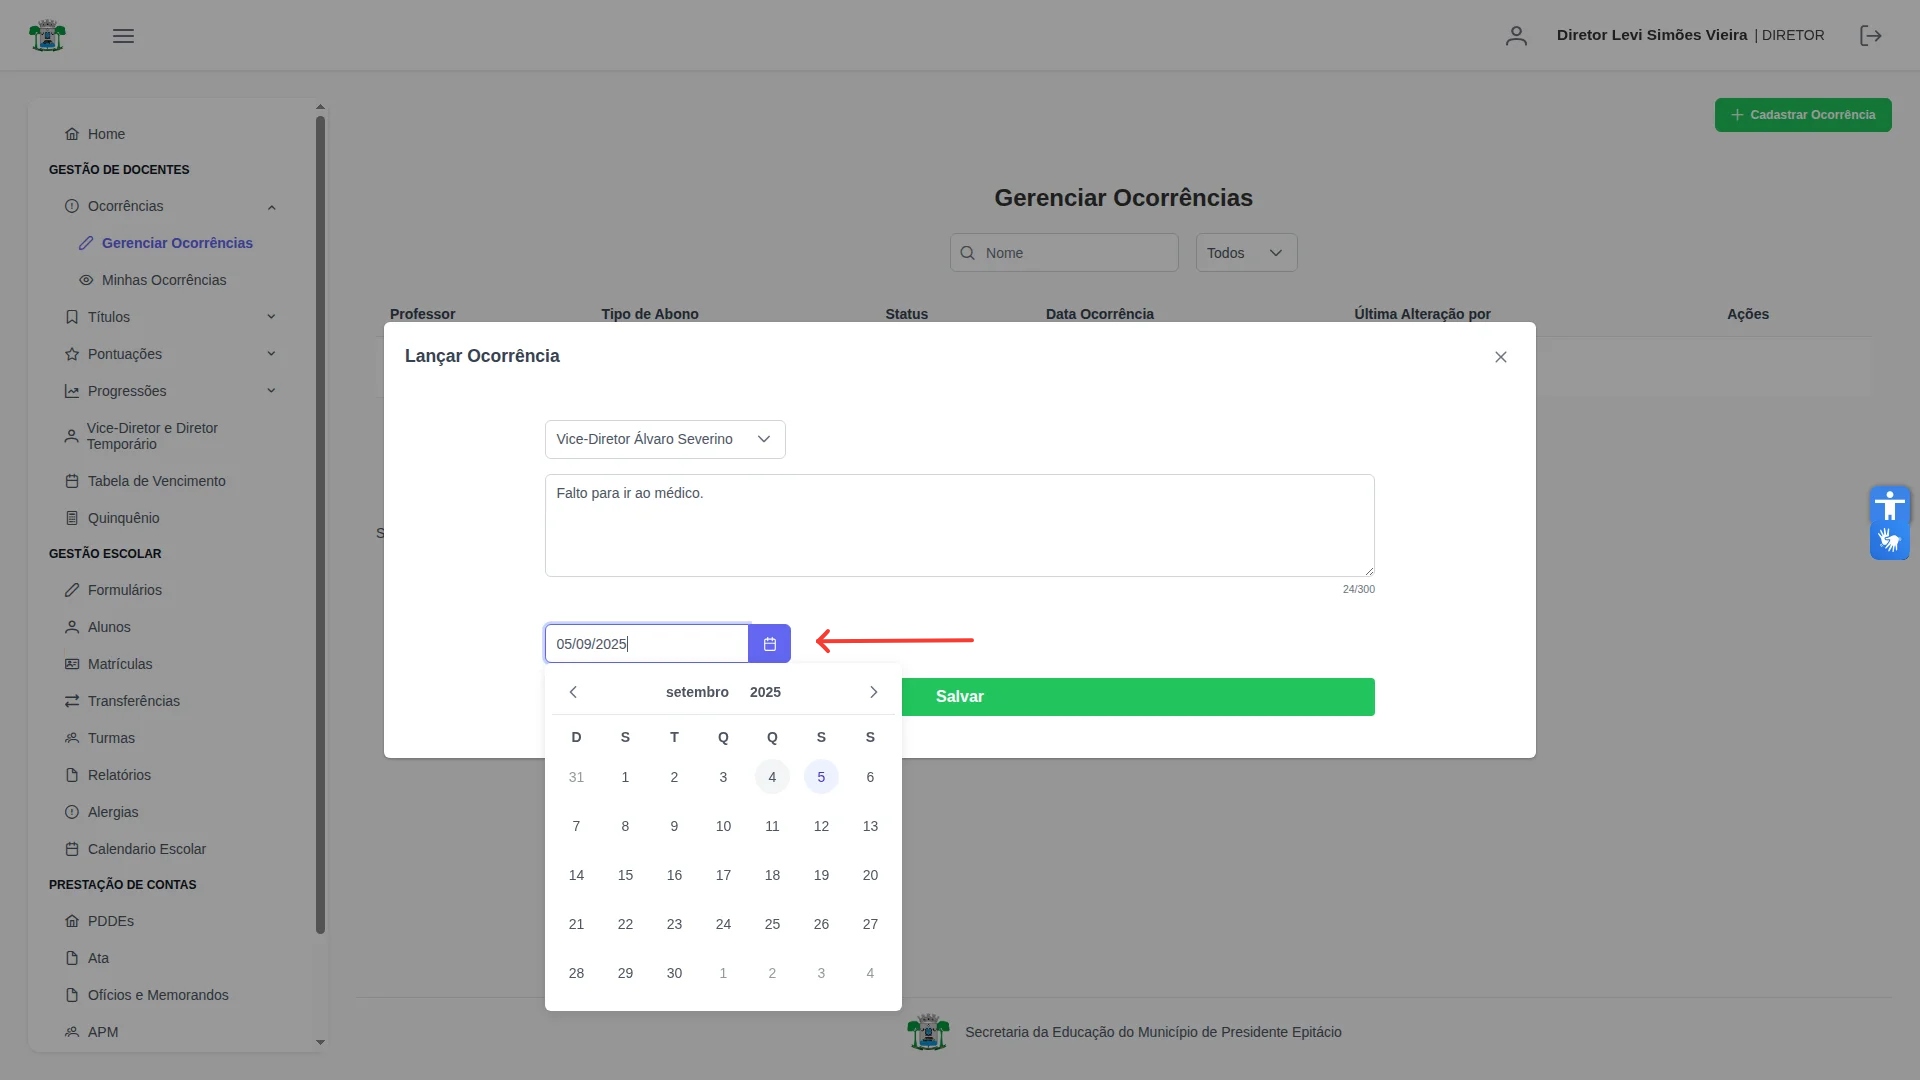 Diretor Levi Simões Vieira | DIRETOR
Home
GESTÃO DE DOCENTES
Ocorrências
Gerenciar Ocorrências
Minhas Ocorrências
Títulos
Pontuações
Progressões
Vice-Diretor e Diretor
Temporário
Tabela de Vencimento
Quinquênio
GESTÃO ESCOLAR
Formulários
Alunos
Matrículas
Transferências
Turmas
Relatórios
Alergias
Calendario Escolar
PRESTAÇÃO DE CONTAS
PDDEs
Ata
Ofícios e Memorandos
APM
Cadastrar Ocorrência
Gerenciar Ocorrências
Nome
Todos
Professor Tipo de Abono Status Data Ocorrência Última Alteração por Ações
S
Lançar Ocorrência
Vice-Diretor Álvaro Severino
Falto para ir ao médico.
24/300
05/09/2025
Salvar
setembro 2025
D S T Q Q S S
31 1 2 3 4 5 6
7 8 9 10 11 12 13
14 15 16 17 18 19 20
21 22 23 24 25 26 27
28 29 30 1 2 3 4
Secretaria da Educação do Município de Presidente Epitácio